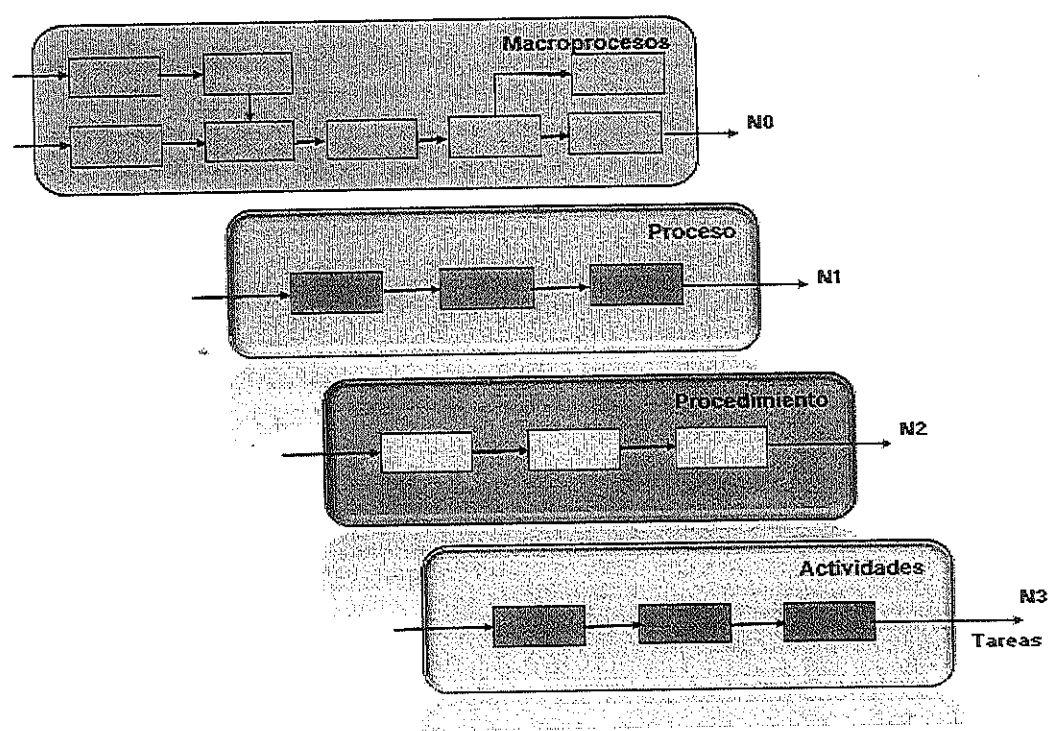 Macroprocesos
N0
Proceso
N1
Procedimiento
N2
Actividades
N3
Tareas